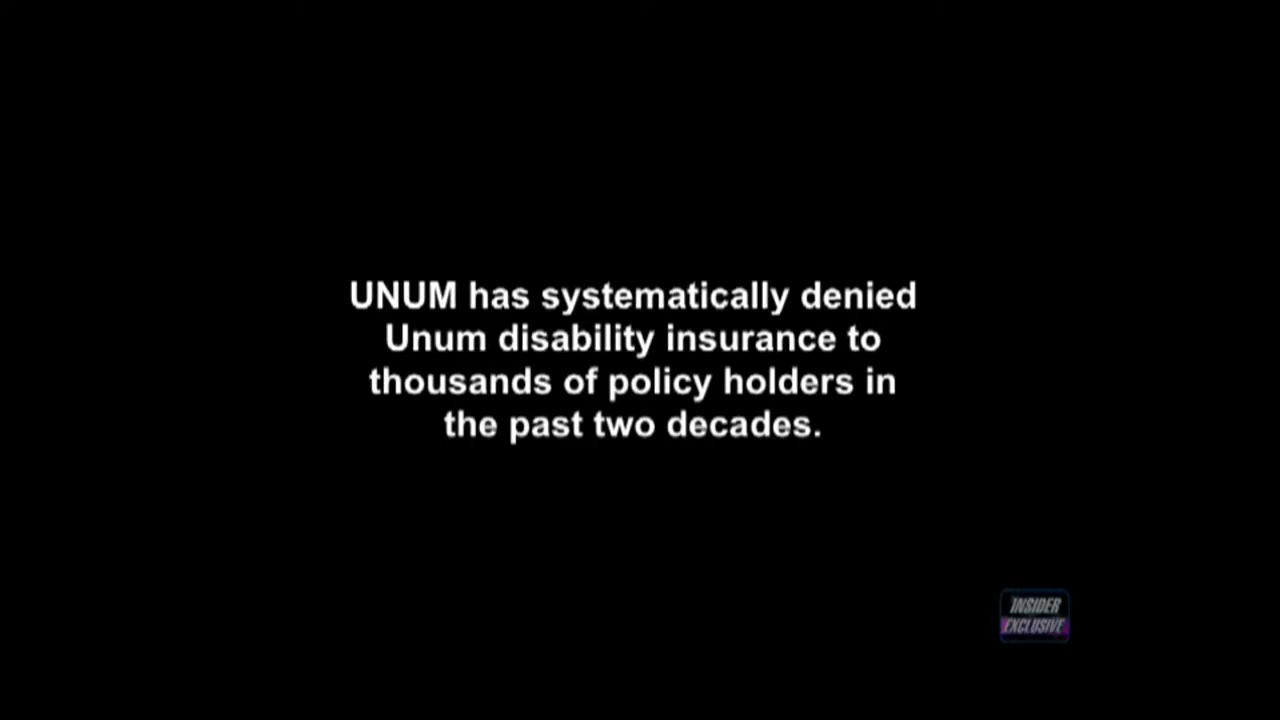 UNUM has systematically denied
Unum disability insurance to
thousands of policy holders in
the past two decades.
INSIDER
EXCLUSIVE